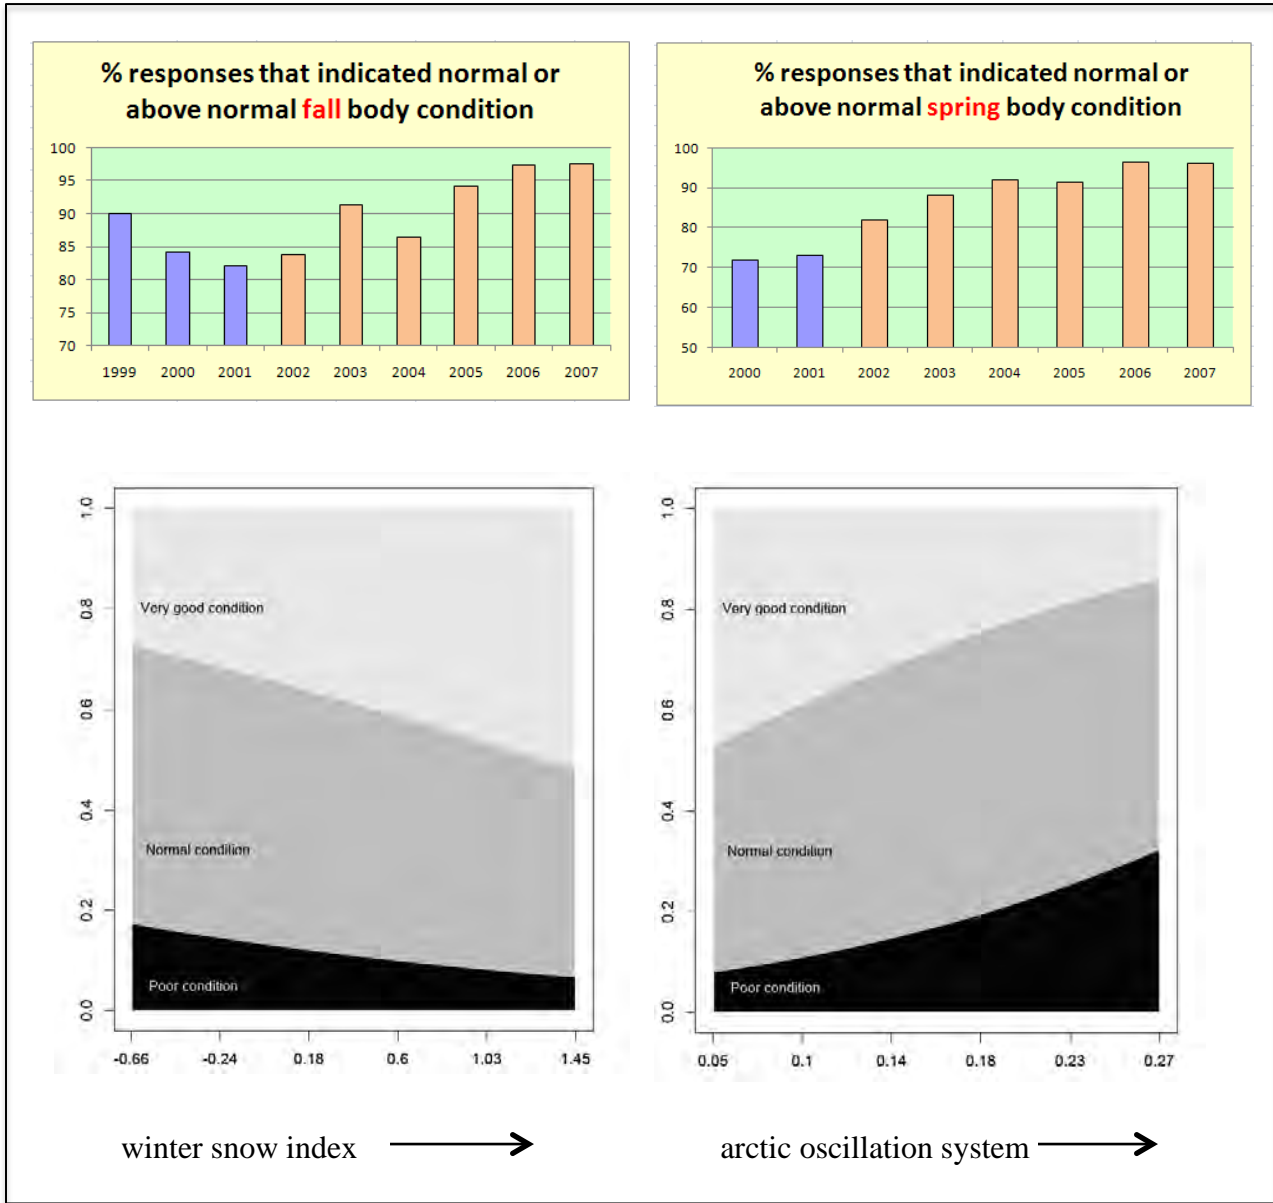 % responses that indicated normal or
above normal fall body condition
100
95
90
85
80
75
70
1999 2000 2001 2002 2003 2004 2005 2006 2007
% responses that indicated normal or
above normal spring body condition
100
90
80
70
60
50
2000 2001 2002 2003 2004 2005 2006 2007
1.0
0.8
0.6
0.4
0.2
0.0
Very good condition
Normal condition
Poor condition
-0.66 -0.24 0.18 0.6 1.03 1.45
winter snow index
1.0
0.8
0.6
0.4
0.2
0.0
Very good condition
Normal condition
Poor condition
0.05 0.1 0.14 0.18 0.23 0.27
arctic oscillation system